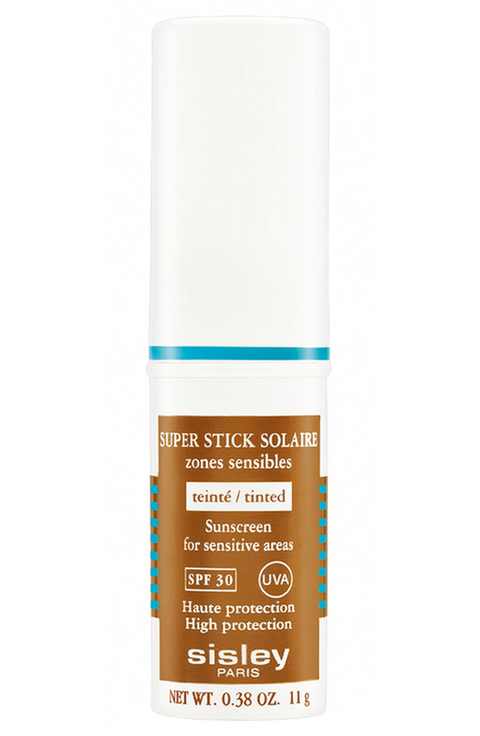 SUPER STICK SOLAIRE
zones sensibles
teinté / tinted
Sunscreen
for sensitive areas
SPF 30 UVA
Haute protection
High protection
sisley
PARIS
NET WT. 0.38 OZ. 11 g